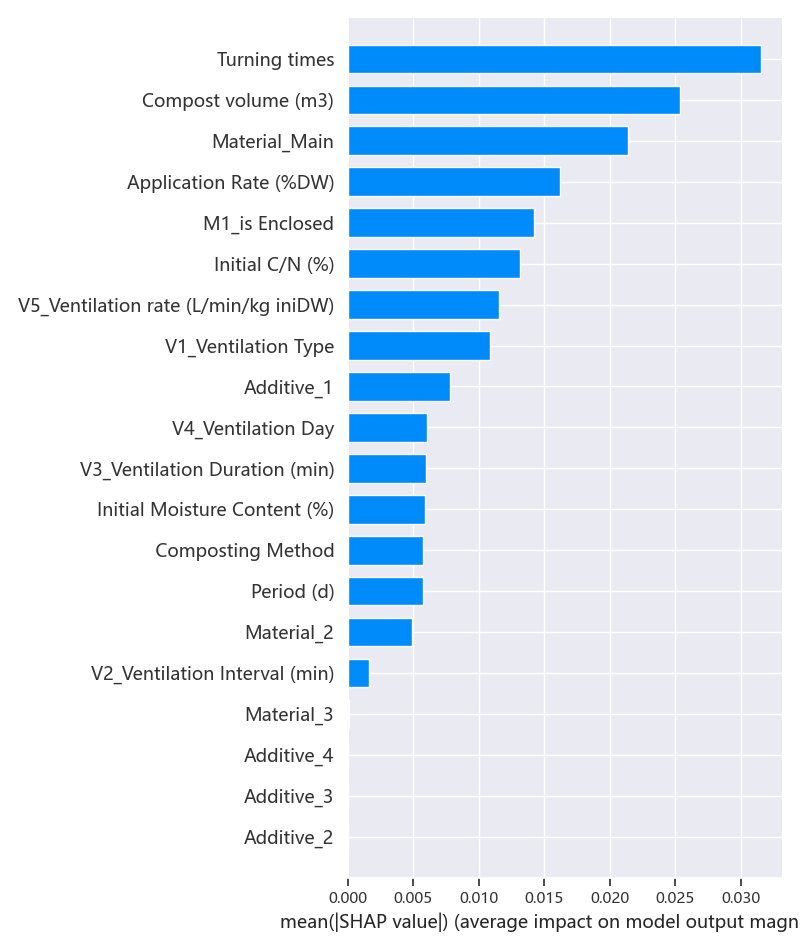 Turning times
Compost volume (m3)
Material_Main
Application Rate (%DW)
M1_is Enclosed
Initial C/N (%)
V5_Ventilation rate (L/min/kg iniDW)
V1_Ventilation Type
Additive_1
V4_Ventilation Day
V3_Ventilation Duration (min)
Initial Moisture Content (%)
Composting Method
Period (d)
Material_2
V2_Ventilation Interval (min)
Material_3
Additive_4
Additive_3
Additive_2
0.000 0.005 0.010 0.015 0.020 0.025 0.030
mean(|SHAP value|) (average impact on model output magn